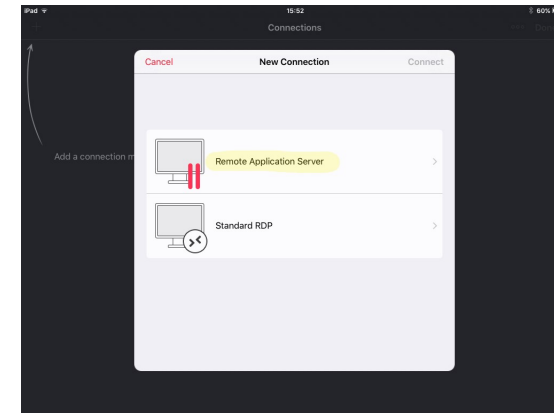 iPad 15:52 60%
Connections
Cancel New Connection Connect
Add a connection m
Remote Application Server
Standard RDP